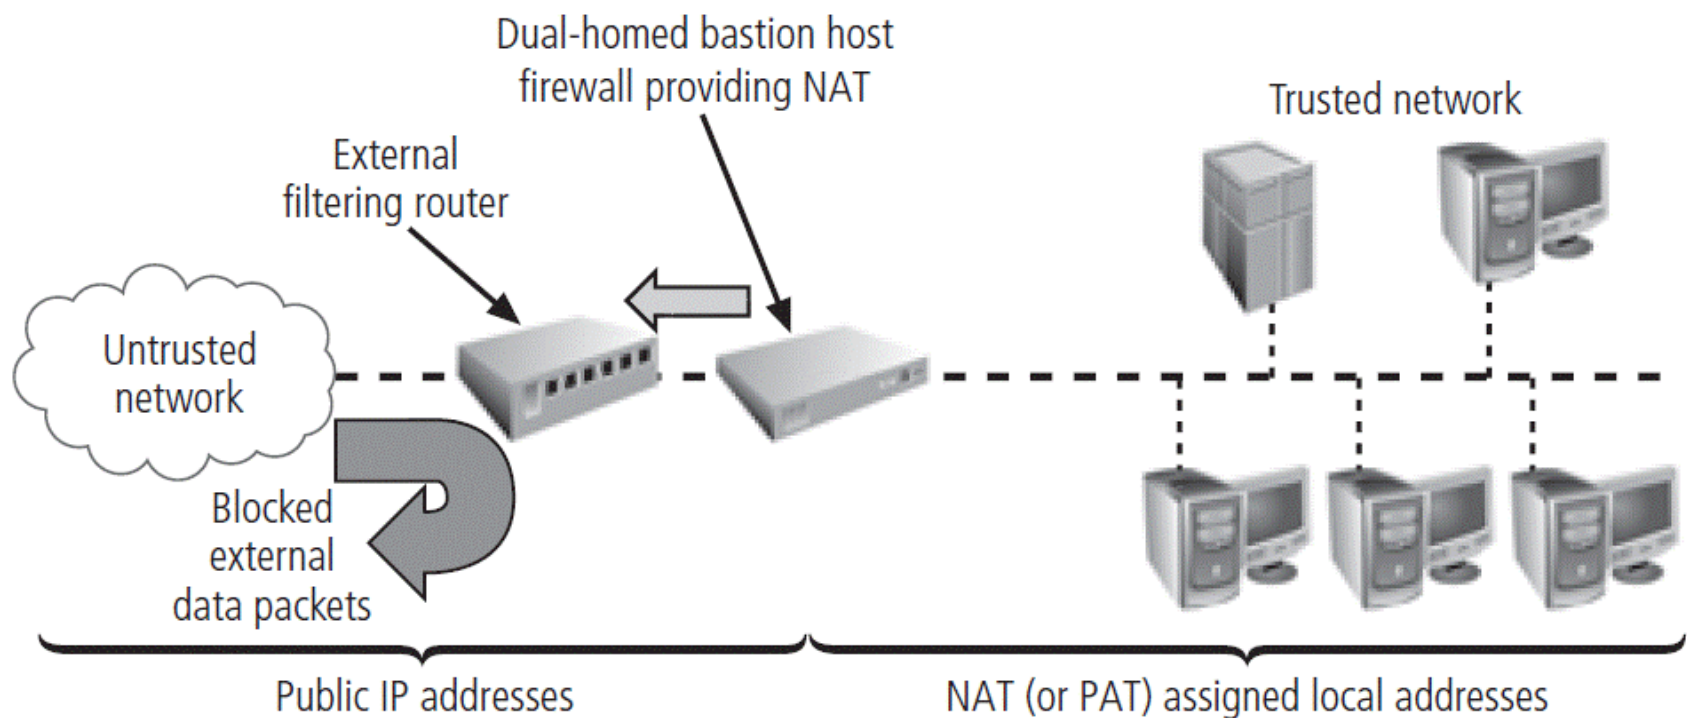 Dual-homed bastion host
firewall providing NAT
Trusted network
External
filtering router
Untrusted
network
Blocked
external
data packets
Public IP addresses
NAT (or PAT) assigned local addresses